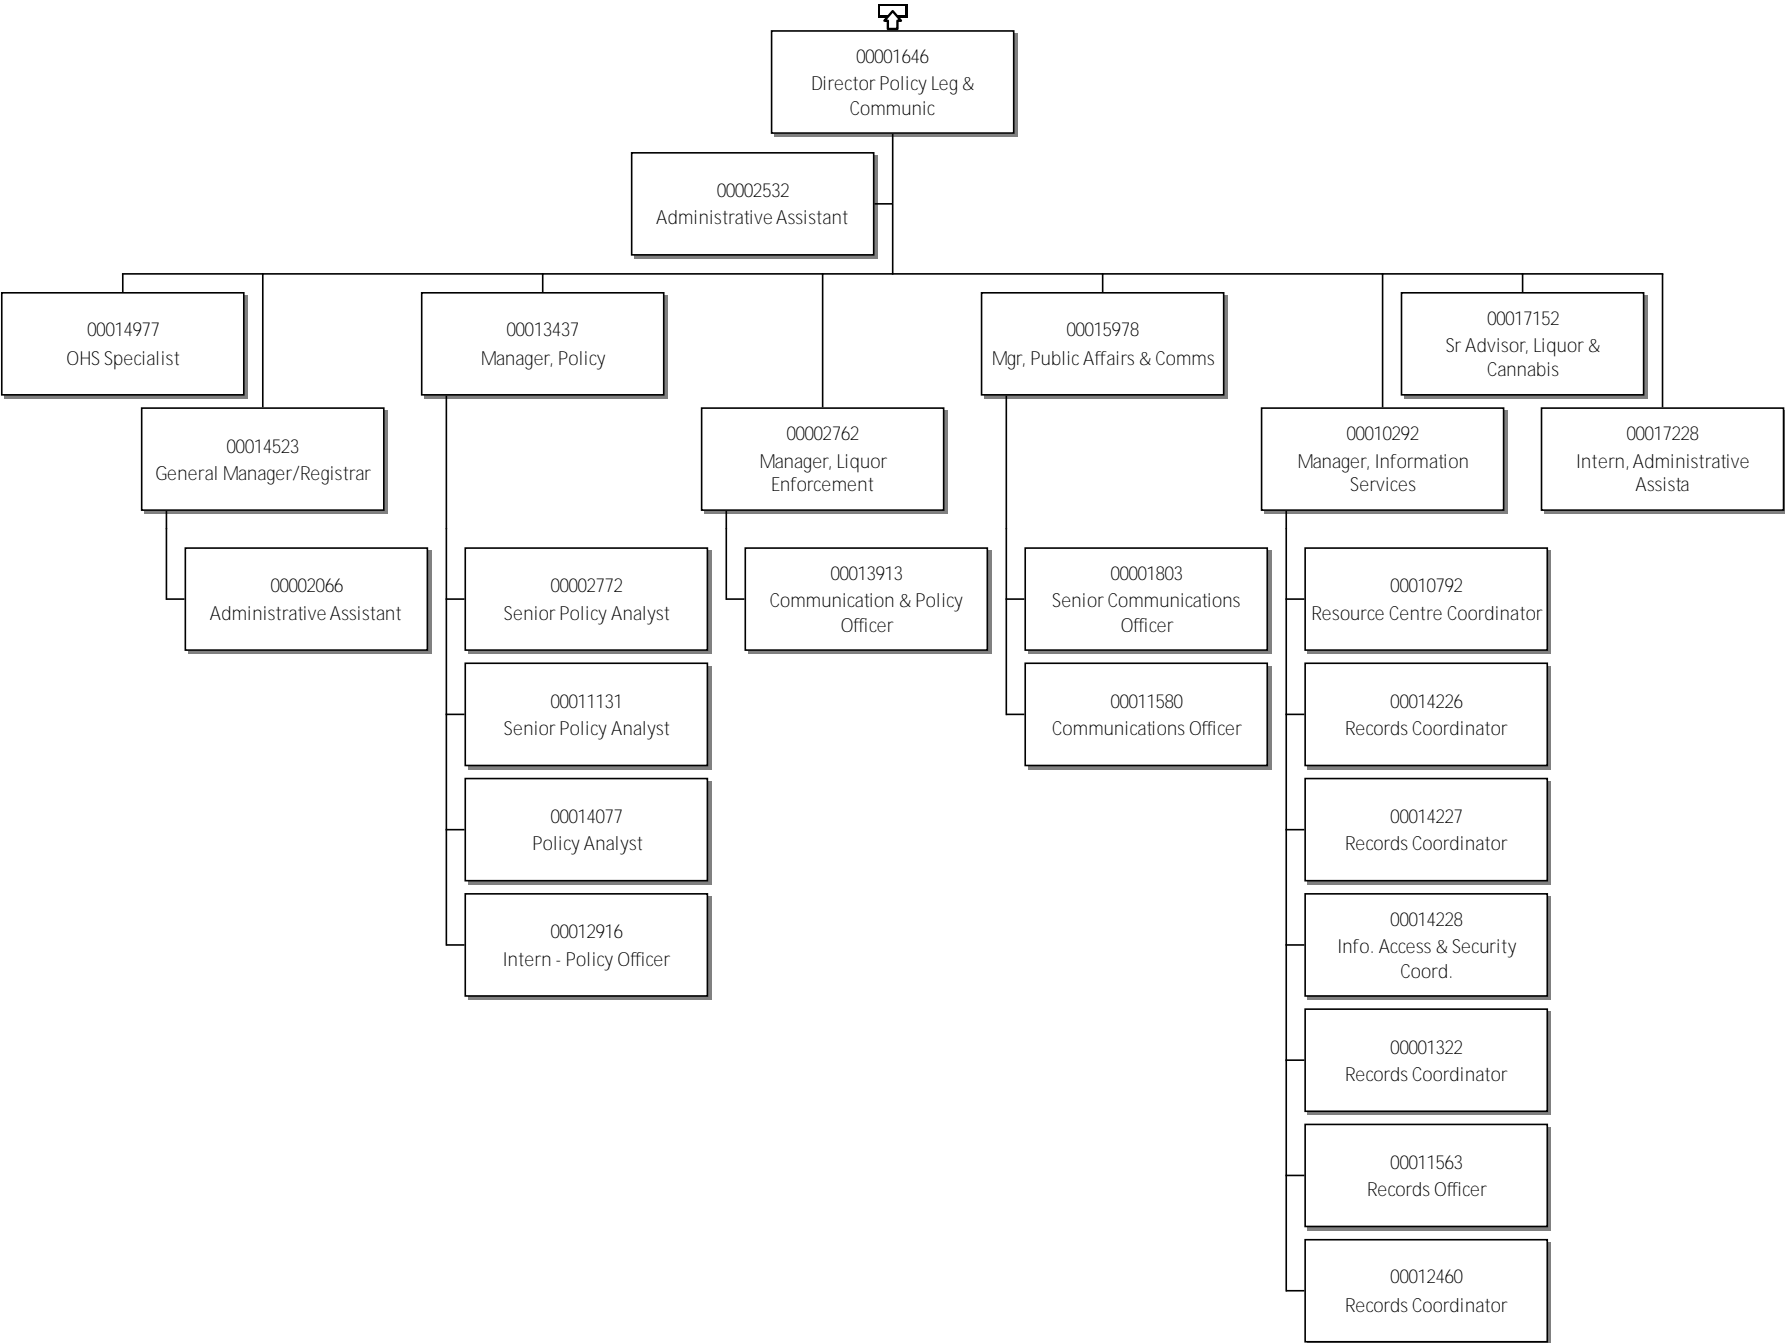 00001646
Director Policy Leg &
Communic
00002532
Administrative Assistant
00014977
OHS Specialist
00013437
Manager, Policy
00015978
Mgr, Public Affairs & Comms
00017152
Sr Advisor, Liquor &
Cannabis
00014523
General Manager/Registrar
00002762
Manager, Liquor
Enforcement
00010292
Manager, Information
Services
00017228
Intern, Administrative
Assista
00002066
Administrative Assistant
00002772
Senior Policy Analyst
00011131
Senior Policy Analyst
00014077
Policy Analyst
00012916
Intern - Policy Officer
00013913
Communication & Policy
Officer
00001803
Senior Communications
Officer
00011580
Communications Officer
00010792
Resource Centre Coordinator
00014226
Records Coordinator
00014227
Records Coordinator
00014228
Info. Access & Security
Coord.
00001322
Records Coordinator
00011563
Records Officer
00012460
Records Coordinator